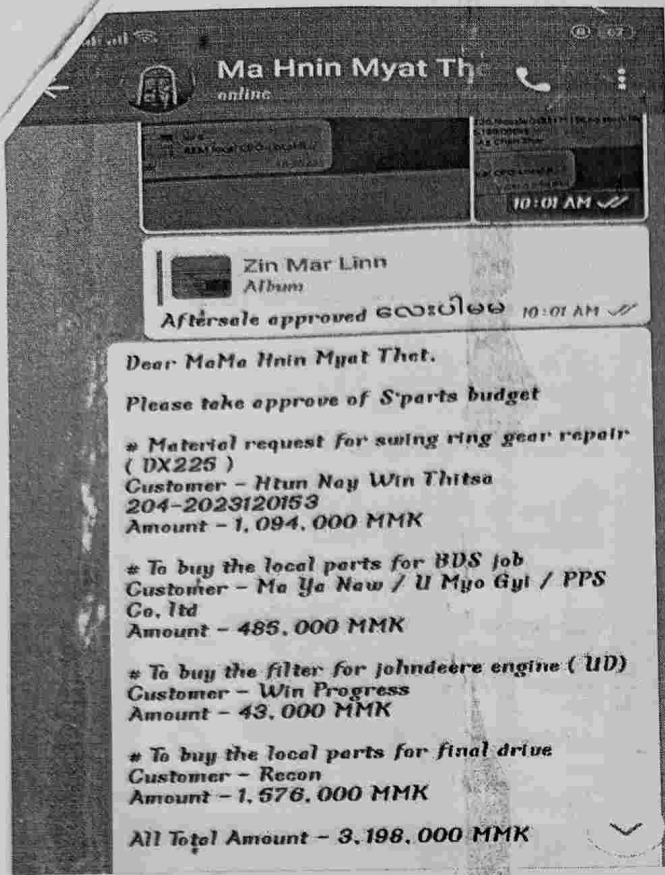 Ma Hnin Myat Th
online
10:01 AM
Zin Mar Linn
Album
Aftersale approved လေးပါမမ 10:01 AM
Dear MaMa Hnin Myat Thet.
Please take approve of S'parts budget
# Material request for swing ring gear repair
( DX225 )
Customer - Htun Nay Win Thitsa
204-2023120153
Amount - 1,094,000 MMK
# To buy the local parts for BDS job
Customer - Ma Ya Naw / U Myo Gyi / PPS
Co.ltd
Amount - 485,000 MMK
# To buy the filter for johndeere engine ( UD)
Customer - Win Progress
Amount - 43,000 MMK
# To buy the local parts for final drive
Customer - Recon
Amount - 1,576,000 MMK
All Total Amount - 3,198,000 MMK